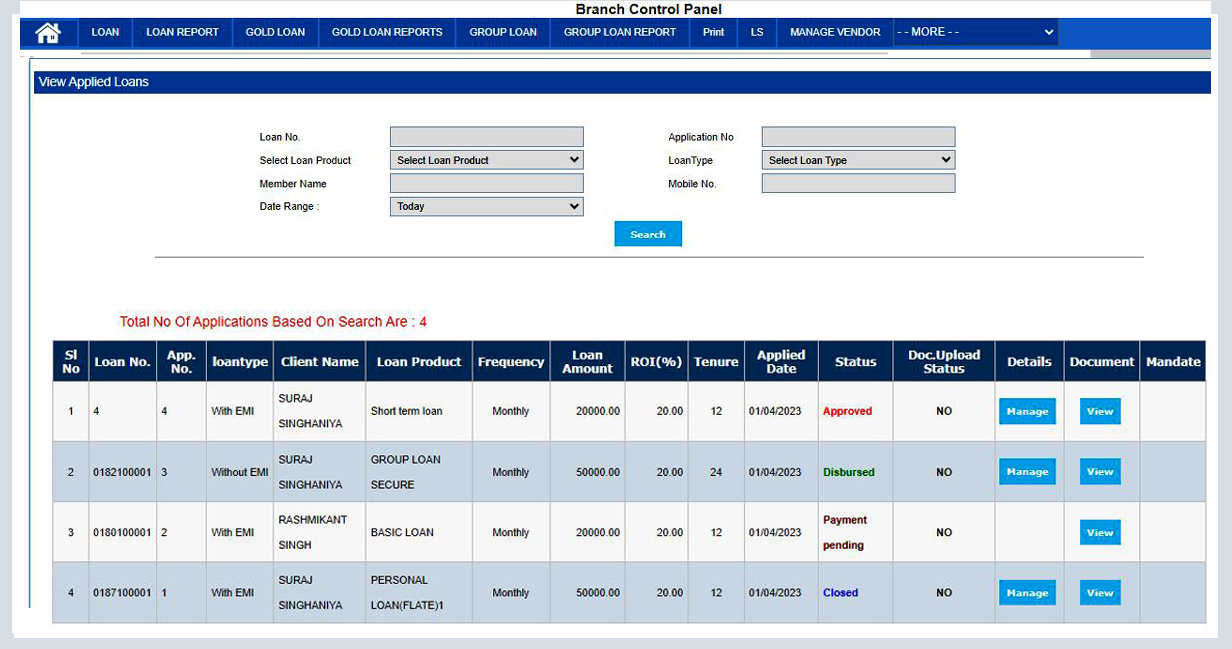 Branch Control Panel
LOAN LOAN REPORT GOLD LOAN GOLD LOAN REPORTS GROUP LOAN GROUP LOAN REPORT Print LS MANAGE VENDOR - - MORE - -
View Applied Loans
Loan No. Application No
Select Loan Product Select Loan Product LoanType Select Loan Type
Member Name Mobile No.
Date Range : Today
Search
Total No Of Applications Based On Search Are : 4
Sl No Loan No. App. No. loantype Client Name Loan Product Frequency Loan Amount ROI(%) Tenure Applied Date Status Doc.Upload Status Details Document Mandate
1 4 4 With EMI SURAJ SINGHANIYA Short term loan Monthly 20000.00 20.00 12 01/04/2023 Approved NO Manage View
2 0182100001 3 Without EMI SURAJ SINGHANIYA GROUP LOAN SECURE Monthly 50000.00 20.00 24 01/04/2023 Disbursed NO Manage View
3 0180100001 2 With EMI RASHMIKANT SINGH BASIC LOAN Monthly 20000.00 20.00 12 01/04/2023 Payment pending NO View
4 0187100001 1 With EMI SURAJ SINGHANIYA PERSONAL LOAN(FLATE)1 Monthly 50000.00 20.00 12 01/04/2023 Closed NO Manage View